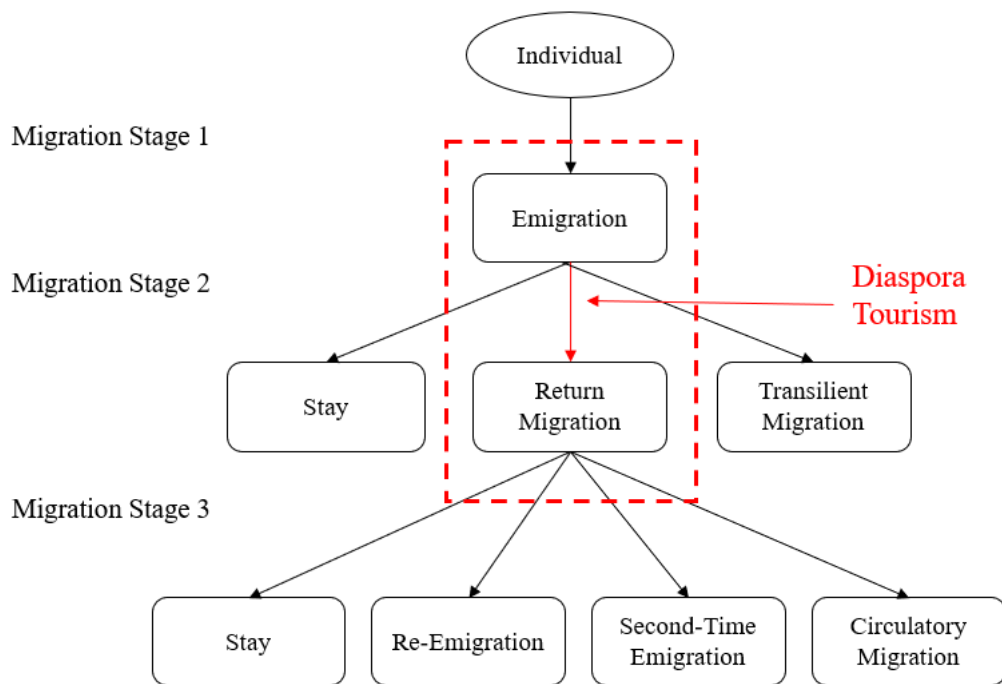 Individual
Migration Stage 1
Emigration
Migration Stage 2
Diaspora
Tourism
Stay
Return
Migration
Transilient
Migration
Migration Stage 3
Stay
Re-Emigration
Second-Time
Emigration
Circulatory
Migration